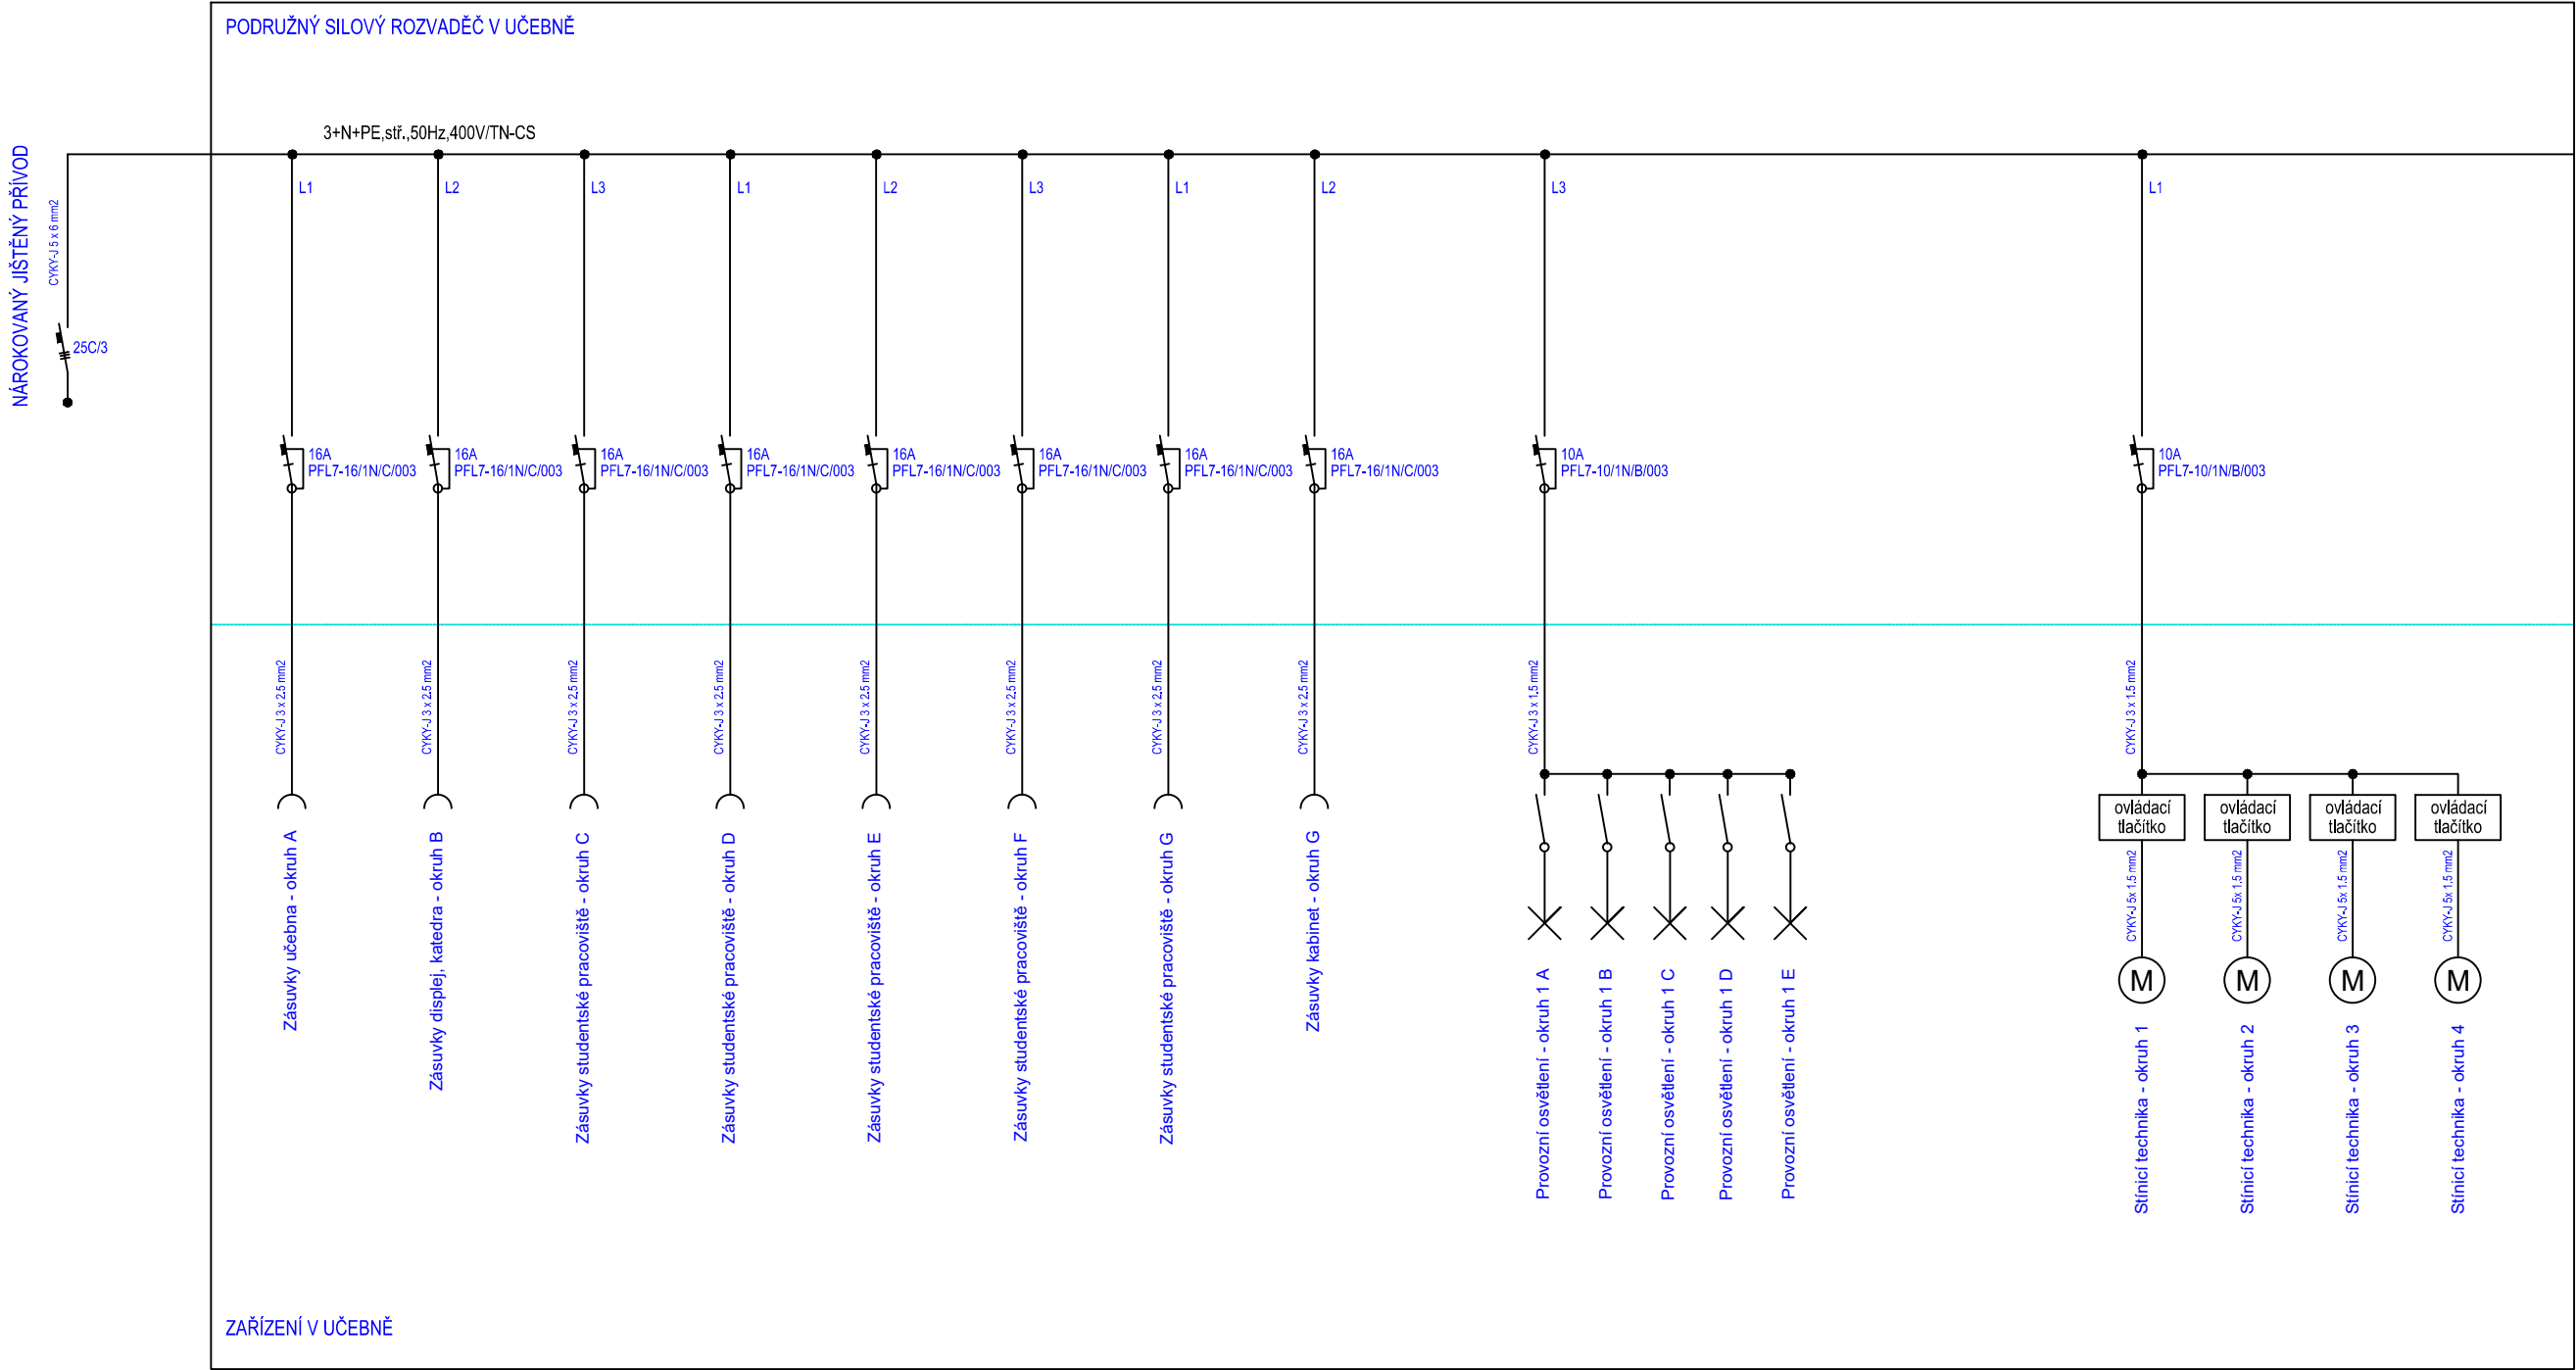 PODRUŽNÝ SILOVÝ ROZVADĚČ V UČEBNĚ
3+N+PE,stř.,50Hz,400V/TN-CS
NÁROKOVANÝ JIŠTĚNÝ PŘÍVOD
CYKY-J 5 x 6 mm2
25C/3
L1
L2
L3
L1
L2
L3
L1
L2
L3
L1
16A
PFL7-16/1N/C/003
16A
PFL7-16/1N/C/003
16A
PFL7-16/1N/C/003
16A
PFL7-16/1N/C/003
16A
PFL7-16/1N/C/003
16A
PFL7-16/1N/C/003
16A
PFL7-16/1N/C/003
16A
PFL7-16/1N/C/003
10A
PFL7-10/1N/B/003
10A
PFL7-10/1N/B/003
CYKY-J 3 x 2.5 mm2
CYKY-J 3 x 2.5 mm2
CYKY-J 3 x 2.5 mm2
CYKY-J 3 x 2.5 mm2
CYKY-J 3 x 2.5 mm2
CYKY-J 3 x 2.5 mm2
CYKY-J 3 x 2.5 mm2
CYKY-J 3 x 2.5 mm2
CYKY-J 3 x 1.5 mm2
CYKY-J 3 x 1.5 mm2
ovládací
tlačítko
ovládací
tlačítko
ovládací
tlačítko
ovládací
tlačítko
CYKY-J 5x 1.5 mm2
CYKY-J 5x 1.5 mm2
CYKY-J 5x 1.5 mm2
CYKY-J 5x 1.5 mm2
M
M
M
M
Zásuvky učebna - okruh A
Zásuvky displej, katedra - okruh B
Zásuvky studentské pracoviště - okruh C
Zásuvky studentské pracoviště - okruh D
Zásuvky studentské pracoviště - okruh E
Zásuvky studentské pracoviště - okruh F
Zásuvky studentské pracoviště - okruh G
Zásuvky kabinet - okruh G
Provozní osvětlení - okruh 1 A
Provozní osvětlení - okruh 1 B
Provozní osvětlení - okruh 1 C
Provozní osvětlení - okruh 1 D
Provozní osvětlení - okruh 1 E
Stínicí technika - okruh 1
Stínicí technika - okruh 2
Stínicí technika - okruh 3
Stínicí technika - okruh 4
ZAŘÍZENÍ V UČEBNĚ